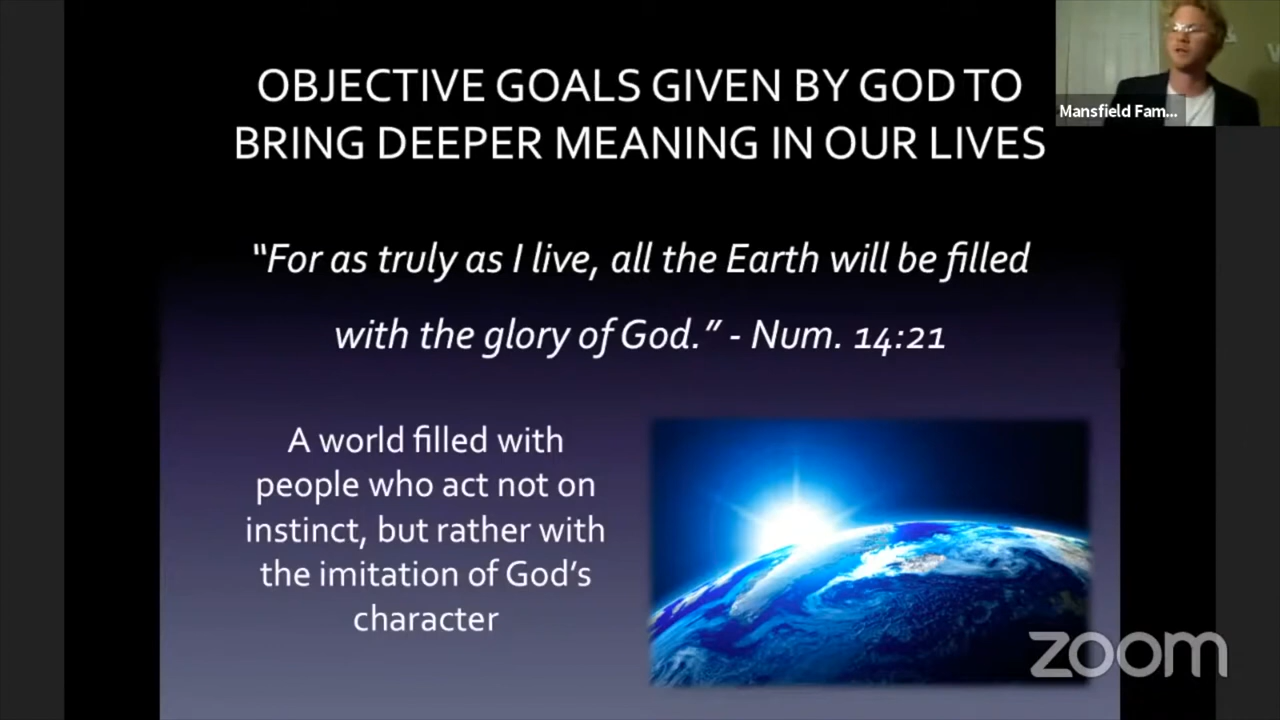 OBJECTIVE GOALS GIVEN BY GOD TO
BRING DEEPER MEANING IN OUR LIVES
Mansfield Fam...
“For as truly as I live, all the Earth will be filled
with the glory of God.” - Num. 14:21
A world filled with
people who act not on
instinct, but rather with
the imitation of God’s
character
zoom